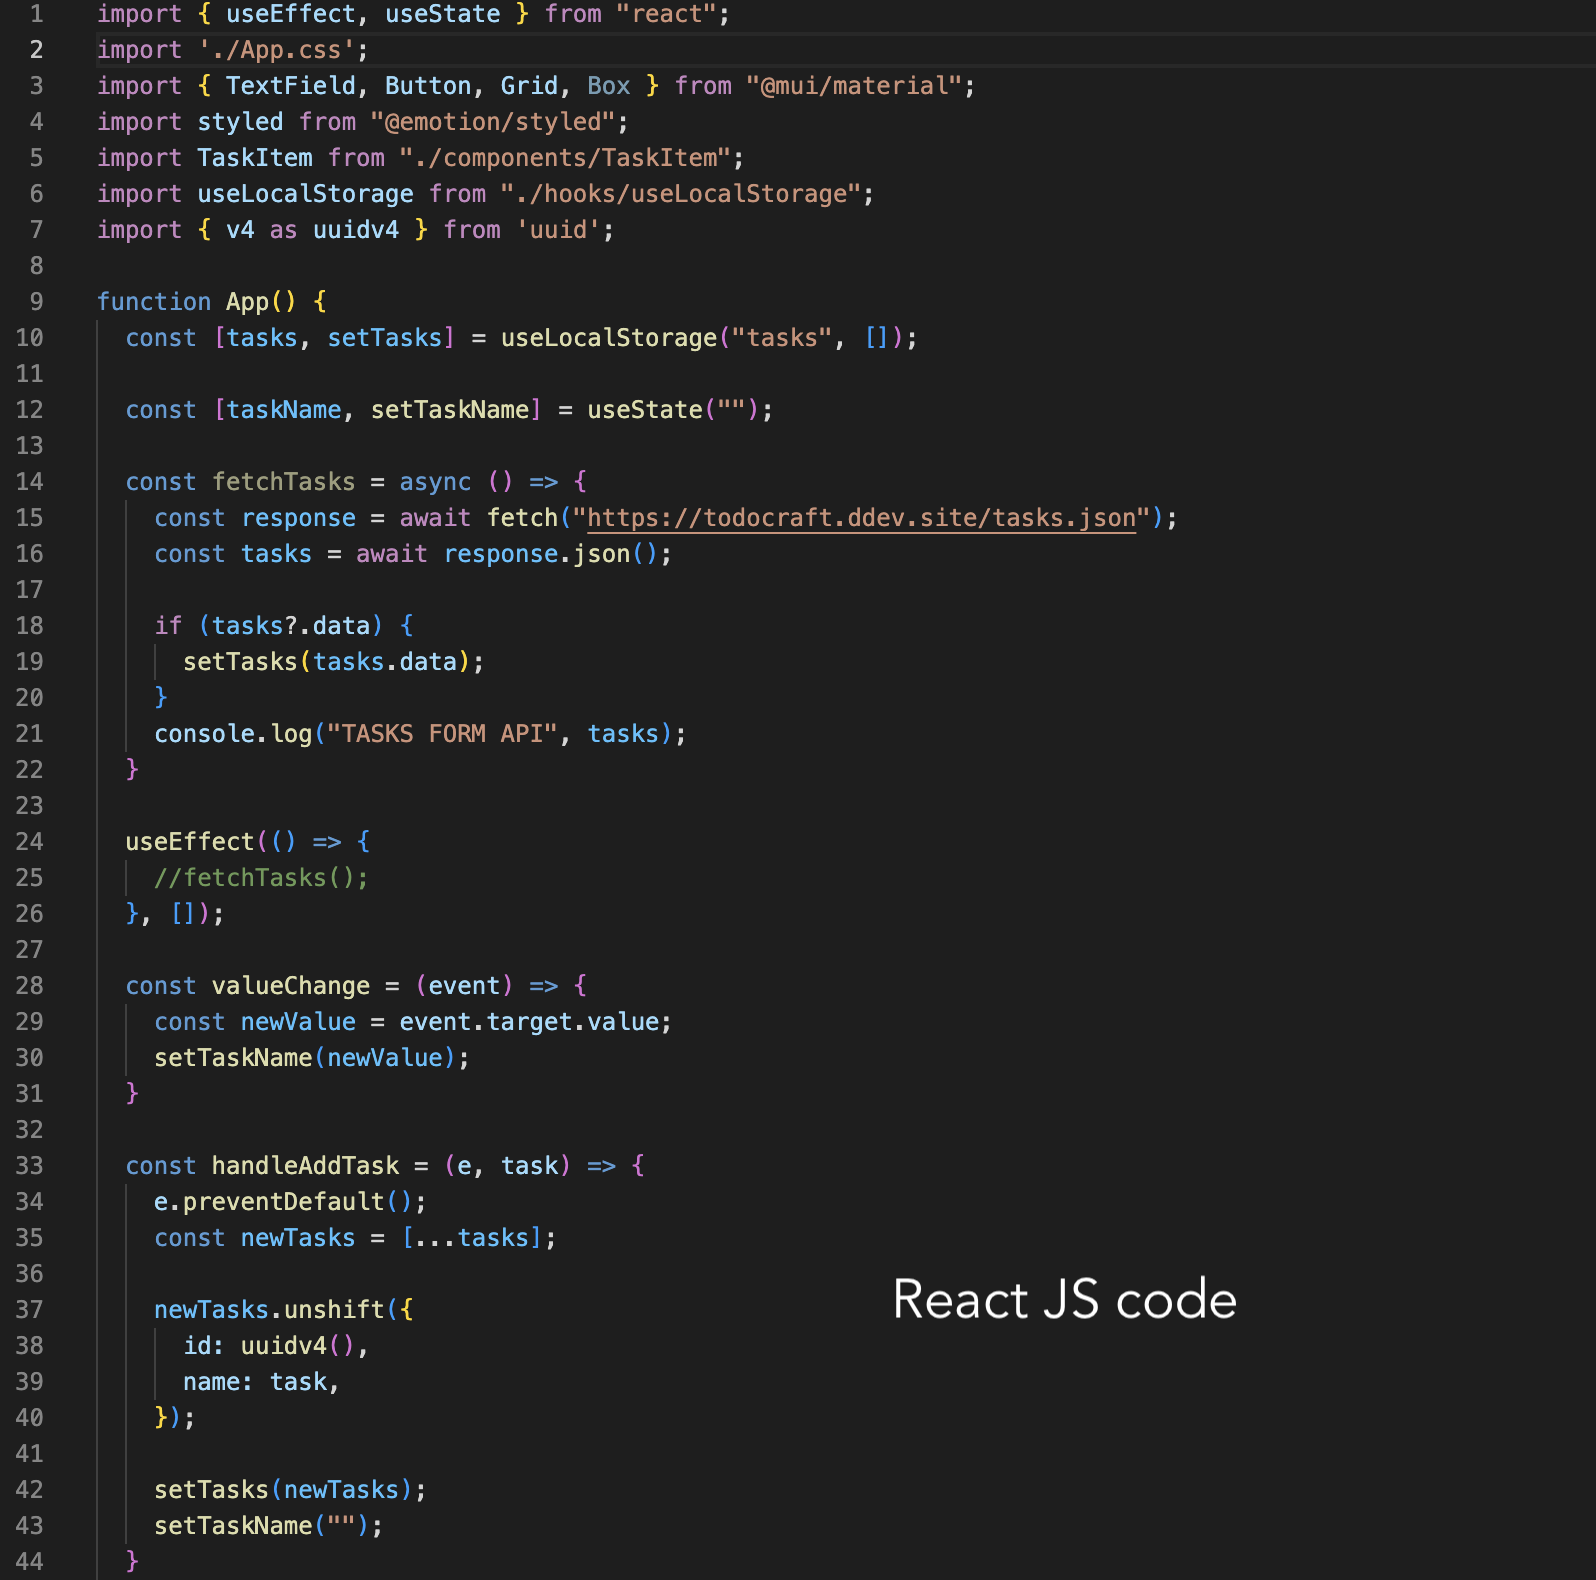 1 import { useEffect, useState } from "react";
2 import './App.css';
3 import { TextField, Button, Grid, Box } from "@mui/material";
4 import styled from "@emotion/styled";
5 import TaskItem from "./components/TaskItem";
6 import useLocalStorage from "./hooks/useLocalStorage";
7 import { v4 as uuidv4 } from 'uuid';
8
9 function App() {
10   const [tasks, setTasks] = useLocalStorage("tasks", []);
11
12   const [taskName, setTaskName] = useState("");
13
14   const fetchTasks = async () => {
15     const response = await fetch("https://todocraft.ddev.site/tasks.json");
16     const tasks = await response.json();
17
18     if (tasks?.data) {
19       setTasks(tasks.data);
20     }
21     console.log("TASKS FORM API", tasks);
22   }
23
24   useEffect(() => {
25     //fetchTasks();
26   }, []);
27
28   const valueChange = (event) => {
29     const newValue = event.target.value;
30     setTaskName(newValue);
31   }
32
33   const handleAddTask = (e, task) => {
34     e.preventDefault();
35     const newTasks = [...tasks];
36
37     newTasks.unshift({
38       id: uuidv4(),
39       name: task,
40     });
41
42     setTasks(newTasks);
43     setTaskName("");
44   }
React JS code